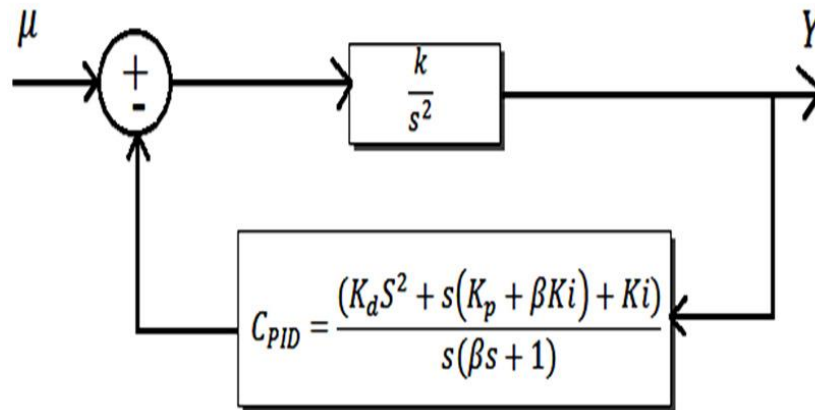 μ
Y
+
-
k
s²
C_PID = (K_d S² + s(K_p + βKi) + Ki)
s(βs + 1)